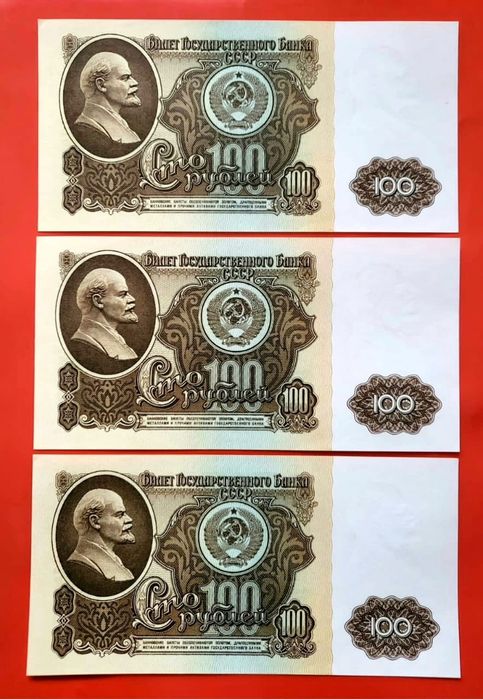 Билет Государственного Банка
СССР
100
Сто
рублей
100
100
БАНКОВСКИЕ БИЛЕТЫ ОБЕСПЕЧИВАЮТСЯ ЗОЛОТОМ, ДРАГОЦЕННЫМИ
МЕТАЛЛАМИ И ПРОЧИМИ АКТИВАМИ ГОСУДАРСТВЕННОГО БАНКА
Билет Государственного Банка
СССР
100
Сто
рублей
100
100
БАНКОВСКИЕ БИЛЕТЫ ОБЕСПЕЧИВАЮТСЯ ЗОЛОТОМ, ДРАГОЦЕННЫМИ
МЕТАЛЛАМИ И ПРОЧИМИ АКТИВАМИ ГОСУДАРСТВЕННОГО БАНКА
Билет Государственного Банка
СССР
100
Сто
рублей
100
100
БАНКОВСКИЕ БИЛЕТЫ ОБЕСПЕЧИВАЮТСЯ ЗОЛОТОМ, ДРАГОЦЕННЫМИ
МЕТАЛЛАМИ И ПРОЧИМИ АКТИВАМИ ГОСУДАРСТВЕННОГО БАНКА